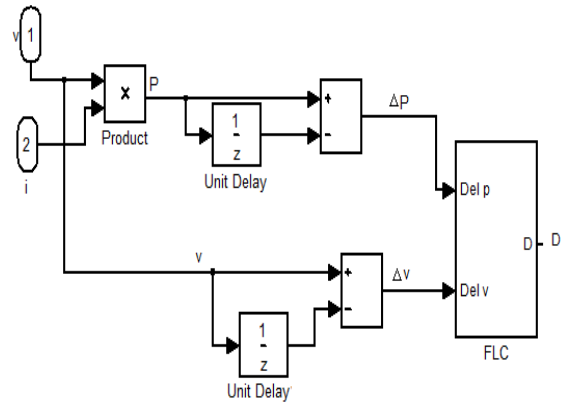 v
1
×
P
Product
2
i
1
z
Unit Delay
+
−
ΔP
Del p
D
D
Del v
FLC
v
+
−
Δv
1
z
Unit Delay